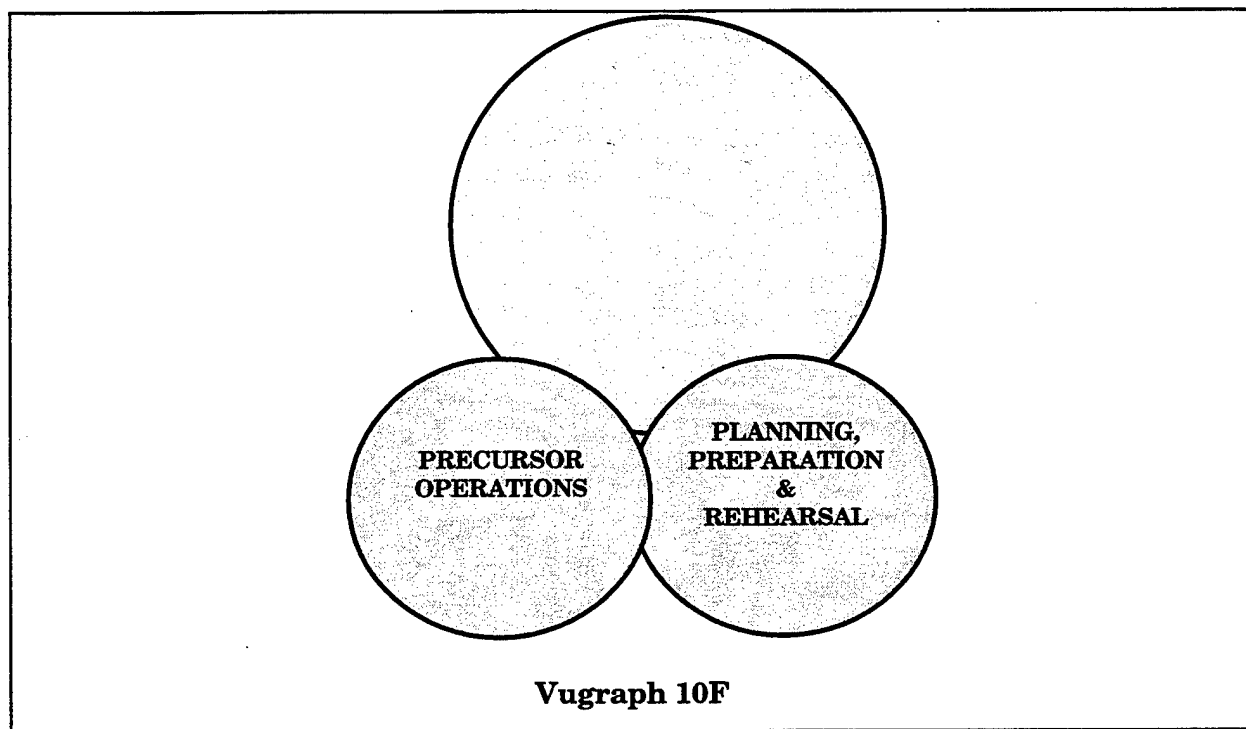 PRECURSOR
OPERATIONS
PLANNING,
PREPARATION
&
REHEARSAL
Vugraph 10F